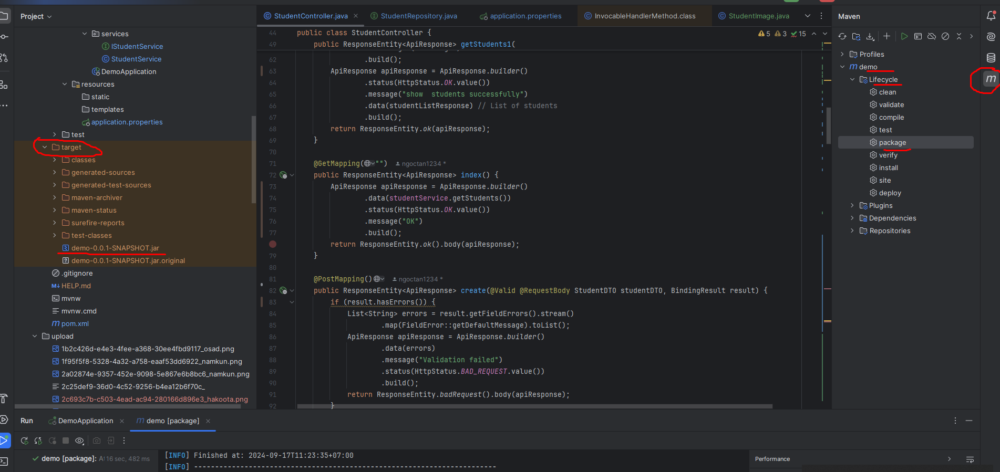 Project
services
IStudentService
StudentService
DemoApplication
resources
static
templates
application.properties
test
target
classes
generated-sources
generated-test-sources
maven-archiver
maven-status
surefire-reports
test-classes
demo-0.0.1-SNAPSHOT.jar
demo-0.0.1-SNAPSHOT.jar.original
.gitignore
HELP.md
mvnw
mvnw.cmd
pom.xml
upload
1b2c426d-e4e3-4fee-a368-30ee4fbd9117_osad.png
1f95f5f8-5328-4a32-a758-eaaf53dd6922_namkun.png
2a02874e-9357-452e-9098-5e867e6b8bc6_namkun.png
2c25def9-36d0-4c52-9256-b4ea12b6f70c_
2c693c7b-c503-4ead-ac94-280166d896e3_hakoota.png
StudentController.java StudentRepository.java application.properties InvocableHandlerMethod.class StudentImage.java
5 3 15
44 public class StudentController {
public ResponseEntity<ApiResponse> getStudents1(
62 .build();
63 ApiResponse apiResponse = ApiResponse.builder()
64 .status(HttpStatus.OK.value())
65 .message("show  students successfully")
66 .data(studentListResponse) // List of students
67 .build();
68 return ResponseEntity.ok(apiResponse);
69 }
70
71 @GetMapping("") ngoctan1234 *
72 public ResponseEntity<ApiResponse> index() {
73 ApiResponse apiResponse = ApiResponse.builder()
74 .data(studentService.getStudents())
75 .status(HttpStatus.OK.value())
76 .message("OK")
77 .build();
return ResponseEntity.ok().body(apiResponse);
79 }
80
81 @PostMapping() ngoctan1234 *
82 public ResponseEntity<ApiResponse> create(@Valid @RequestBody StudentDTO studentDTO, BindingResult result) {
83 if (result.hasErrors()) {
84 List<String> errors = result.getFieldErrors().stream()
85 .map(FieldError::getDefaultMessage).toList();
86 ApiResponse apiResponse = ApiResponse.builder()
87 .data(errors)
88 .message("Validation failed")
89 .status(HttpStatus.BAD_REQUEST.value())
90 .build();
91 return ResponseEntity.badRequest().body(apiResponse);
92 }
Maven
Profiles
demo
Lifecycle
clean
validate
compile
test
package
verify
install
site
deploy
Plugins
Dependencies
Repositories
Run DemoApplication demo [package]
demo [package]: 16 sec, 482 ms
[INFO] Finished at: 2024-09-17T11:23:35+07:00
[INFO] ------------------------------------------------------------------------
Performance